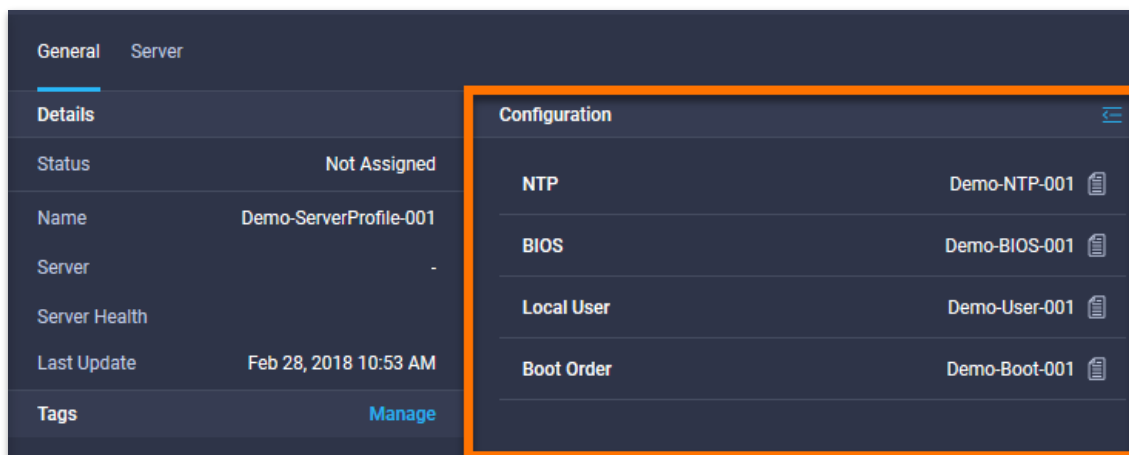 General Server
Details
Status Not Assigned
Name Demo-ServerProfile-001
Server -
Server Health
Last Update Feb 28, 2018 10:53 AM
Tags Manage
Configuration
NTP Demo-NTP-001
BIOS Demo-BIOS-001
Local User Demo-User-001
Boot Order Demo-Boot-001